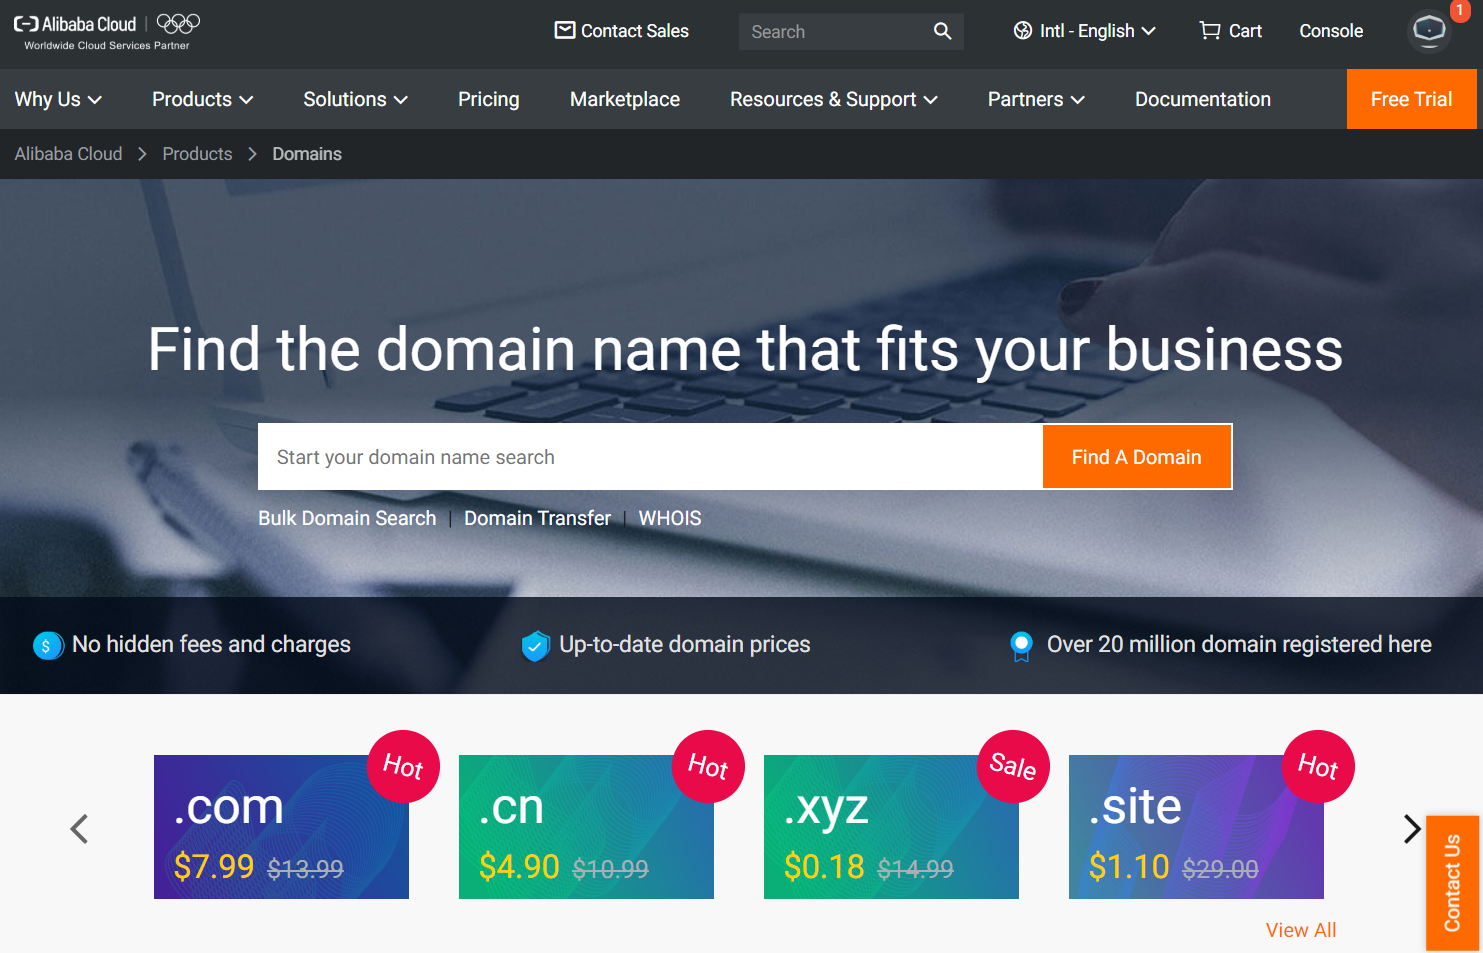 Alibaba Cloud
Worldwide Cloud Services Partner
Contact Sales
Search
Intl - English
Cart
Console
1
Why Us
Products
Solutions
Pricing
Marketplace
Resources & Support
Partners
Documentation
Free Trial
Alibaba Cloud > Products > Domains
Find the domain name that fits your business
Start your domain name search
Find A Domain
Bulk Domain Search | Domain Transfer | WHOIS
$ No hidden fees and charges
Up-to-date domain prices
Over 20 million domain registered here
Hot
.com
$7.99 $13.99
Hot
.cn
$4.90 $10.99
Sale
.xyz
$0.18 $14.99
Hot
.site
$1.10 $29.00
View All
Contact Us